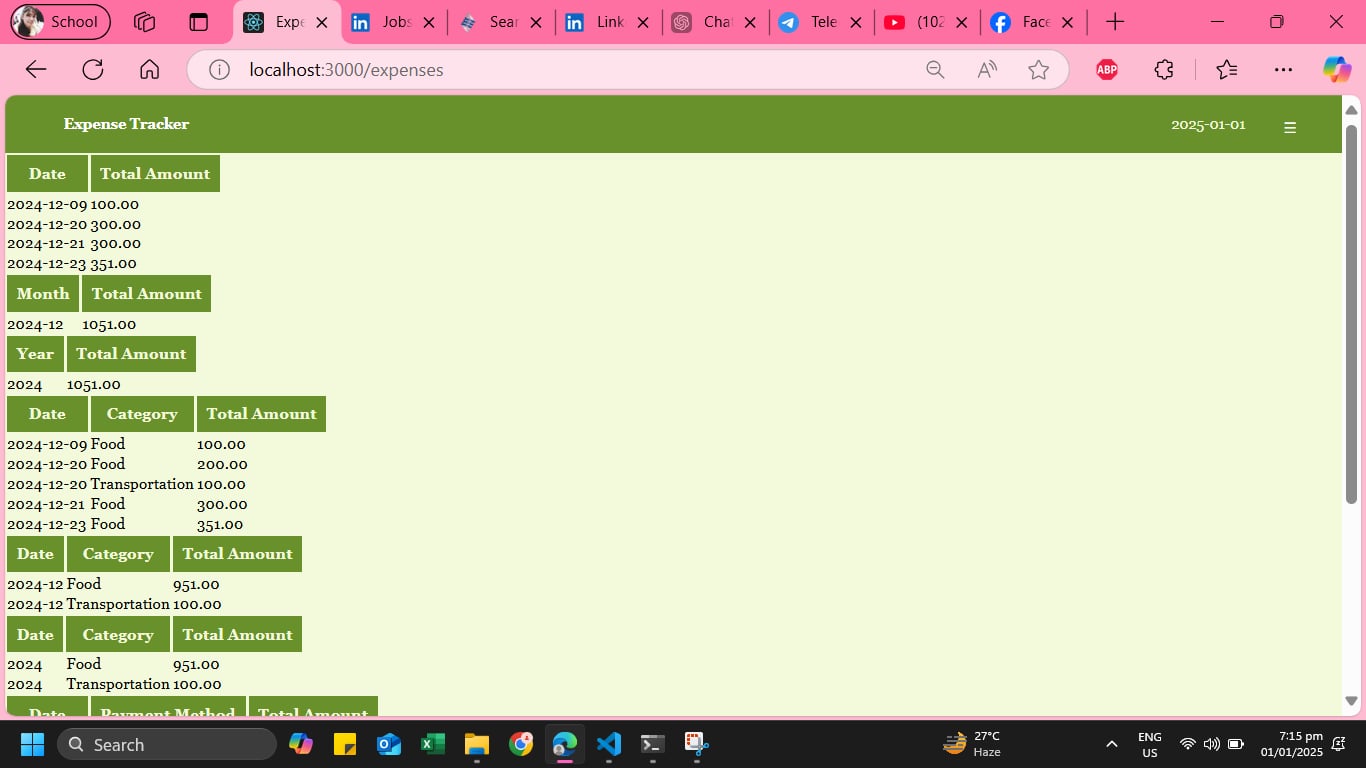 School
Expe
Jobs
Sear
Link
Chat
Tele
(102
Face
localhost:3000/expenses
ABP
Expense Tracker
2025-01-01
Date Total Amount
2024-12-09 100.00
2024-12-20 300.00
2024-12-21 300.00
2024-12-23 351.00
Month Total Amount
2024-12 1051.00
Year Total Amount
2024 1051.00
Date Category Total Amount
2024-12-09 Food 100.00
2024-12-20 Food 200.00
2024-12-20 Transportation 100.00
2024-12-21 Food 300.00
2024-12-23 Food 351.00
Date Category Total Amount
2024-12 Food 951.00
2024-12 Transportation 100.00
Date Category Total Amount
2024 Food 951.00
2024 Transportation 100.00
Date Payment Method Total Amount
Search
27°C
Haze
ENG
US
7:15 pm
01/01/2025